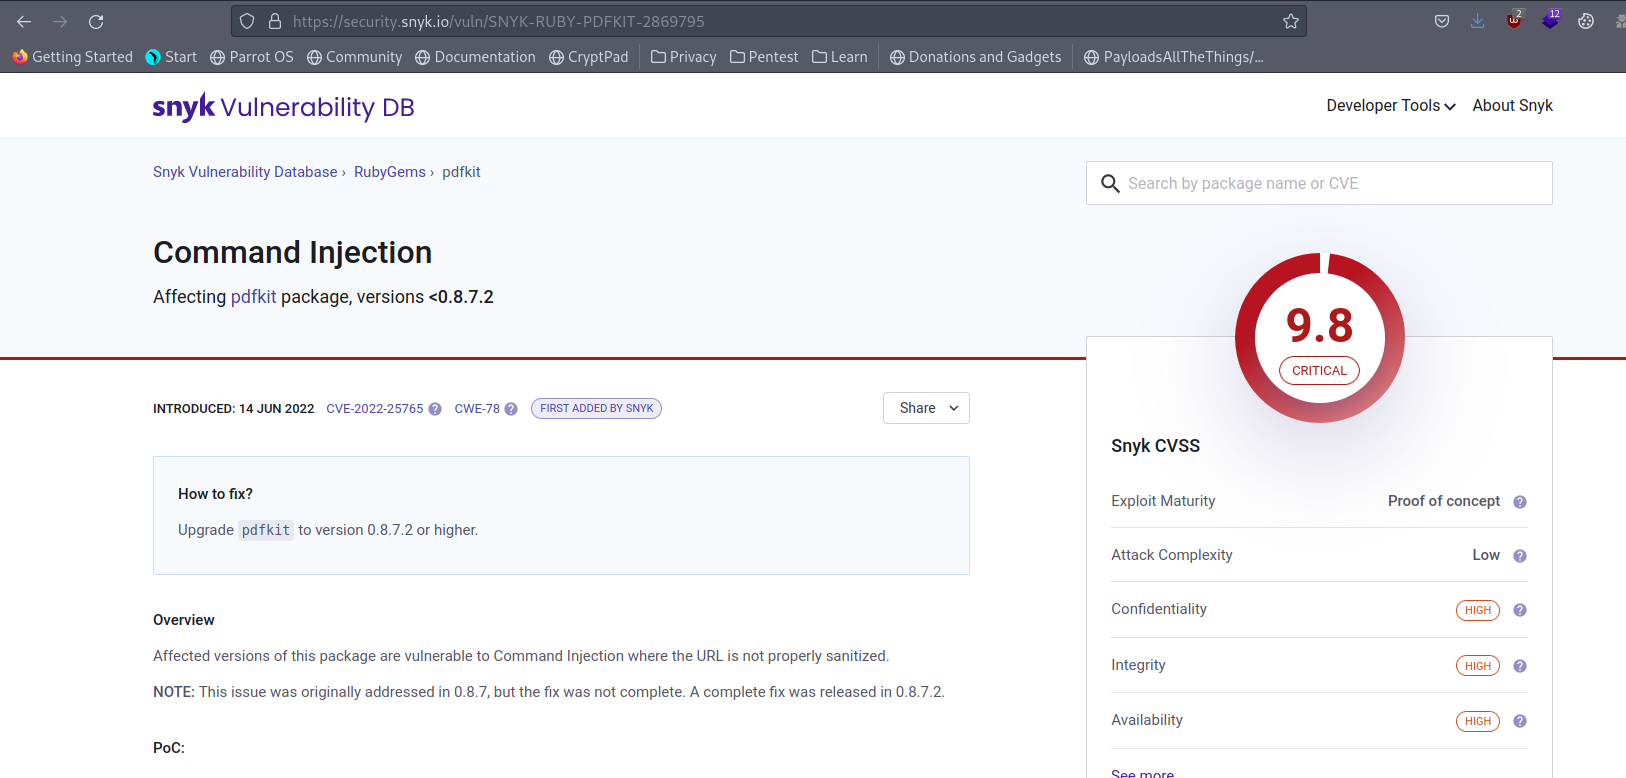 https://security.snyk.io/vuln/SNYK-RUBY-PDFKIT-2869795
2
12
Getting Started Start Parrot OS Community Documentation CryptPad Privacy Pentest Learn Donations and Gadgets PayloadsAllTheThings/...
snyk Vulnerability DB
Developer Tools About Snyk
Snyk Vulnerability Database › RubyGems › pdfkit
Search by package name or CVE
Command Injection
Affecting pdfkit package, versions <0.8.7.2
9.8
CRITICAL
INTRODUCED: 14 JUN 2022 CVE-2022-25765 ? CWE-78 ? FIRST ADDED BY SNYK
Share
How to fix?
Upgrade pdfkit to version 0.8.7.2 or higher.
Overview
Affected versions of this package are vulnerable to Command Injection where the URL is not properly sanitized.
NOTE: This issue was originally addressed in 0.8.7, but the fix was not complete. A complete fix was released in 0.8.7.2.
PoC:
Snyk CVSS
Exploit Maturity Proof of concept ?
Attack Complexity Low ?
Confidentiality HIGH ?
Integrity HIGH ?
Availability HIGH ?
See more